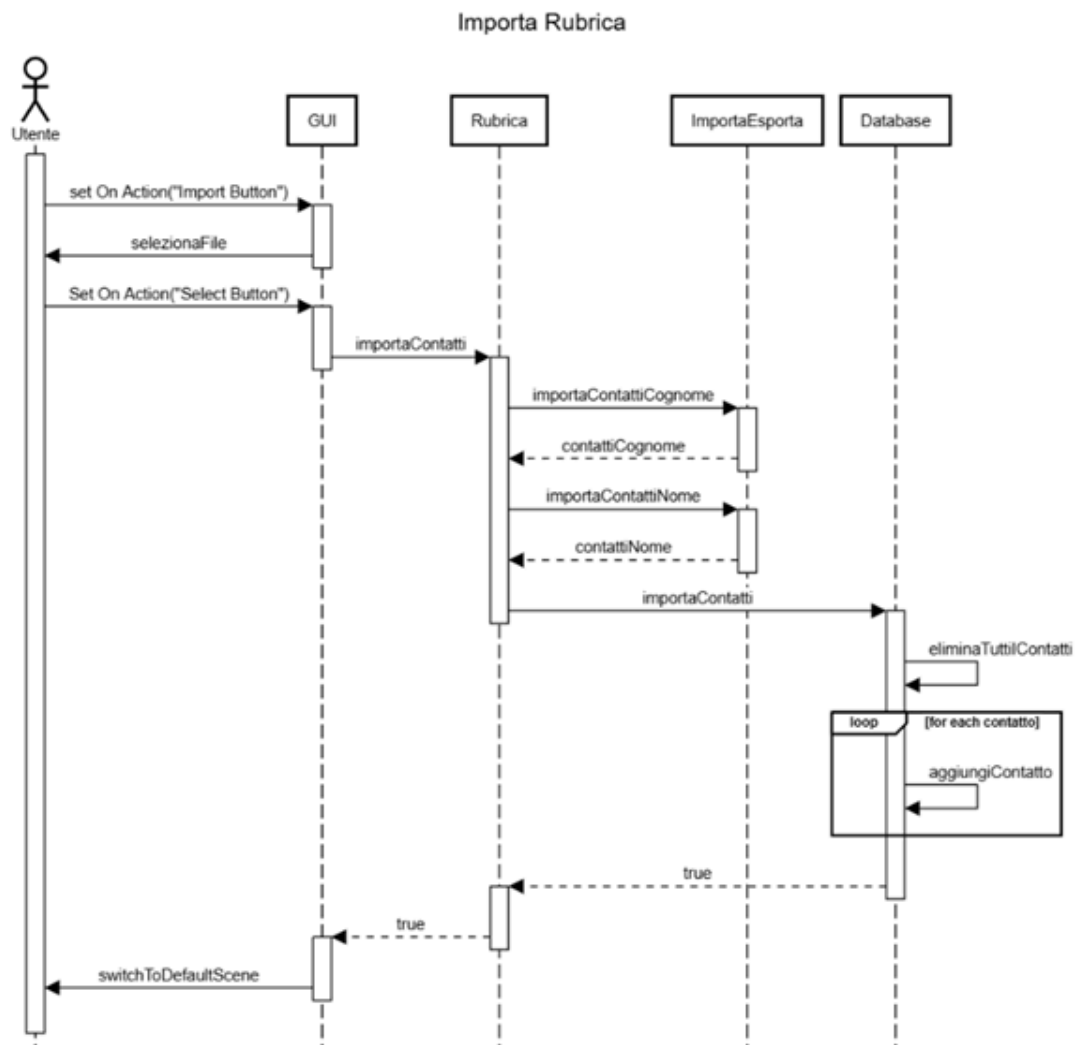 Importa Rubrica
Utente
GUI
Rubrica
ImportaEsporta
Database
set On Action("Import Button")
selezionaFile
Set On Action("Select Button")
importaContatti
importaContattiCognome
contattiCognome
importaContattiNome
contattiNome
importaContatti
eliminaTuttiIContatti
loop
[for each contatto]
aggiungiContatto
true
true
switchToDefaultScene